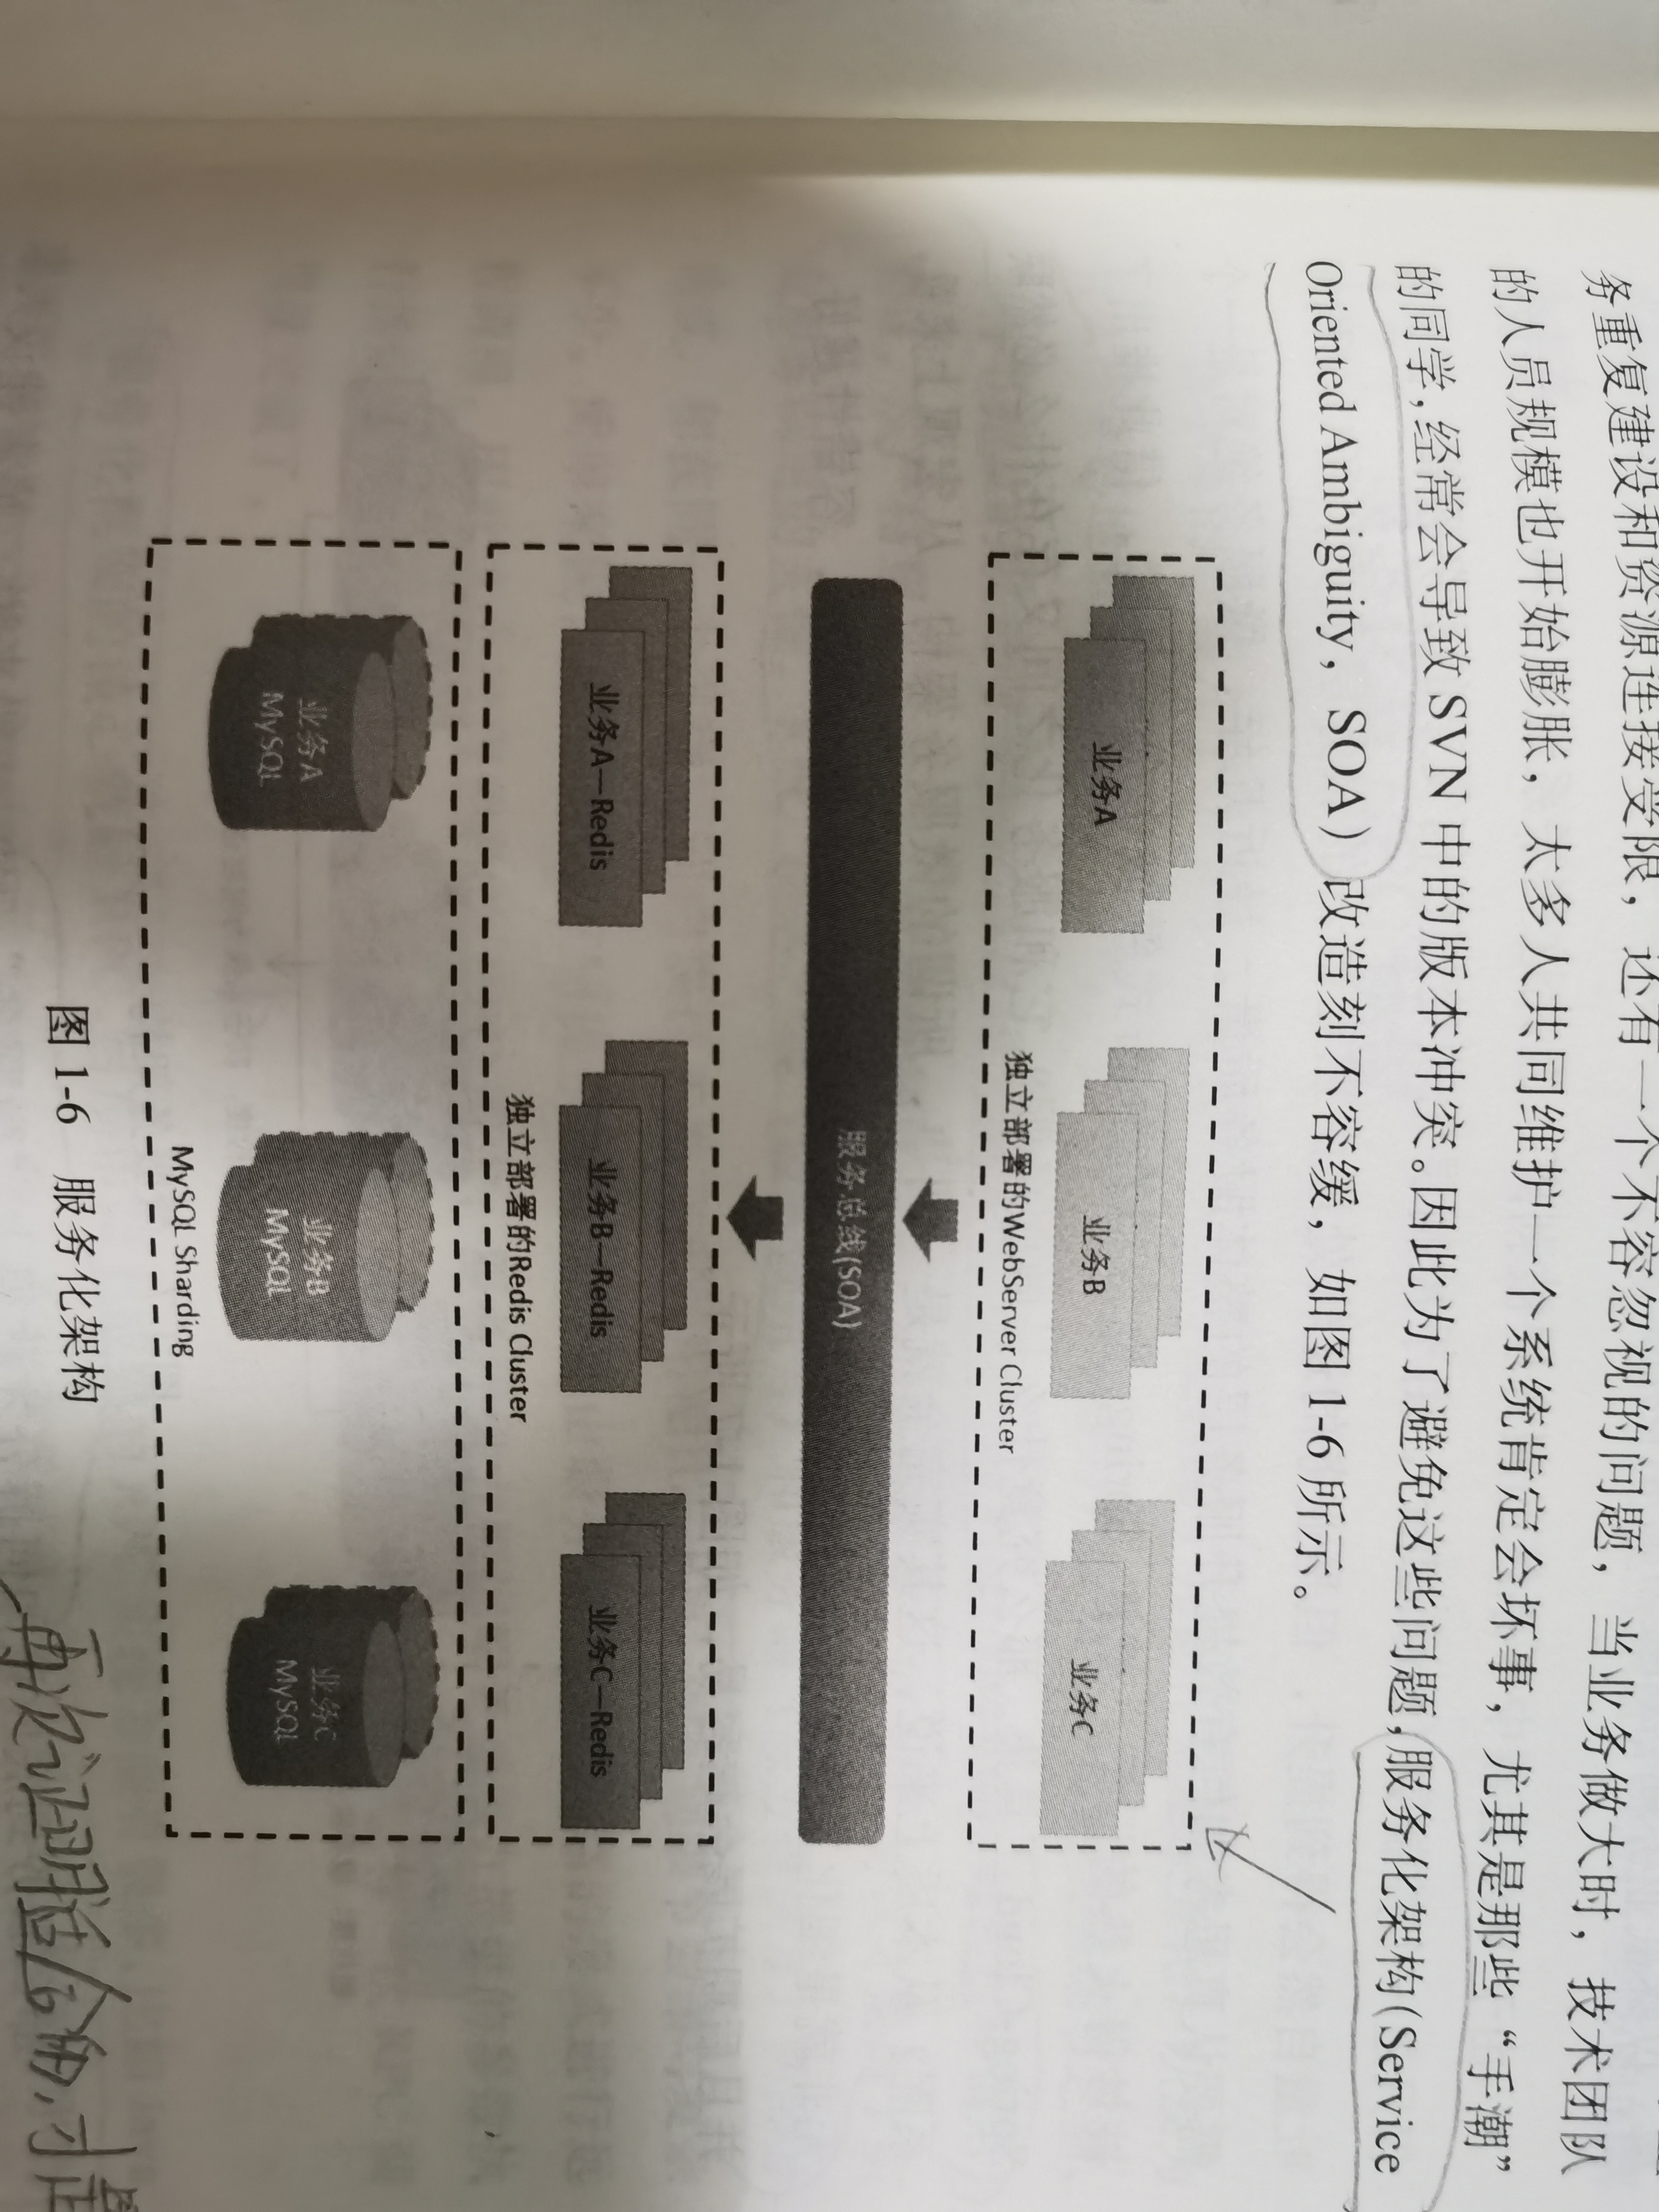 务重复建设和资源连接受限，还有一个不容忽视的问题，当业务做大时，技术团队
的人员规模也开始膨胀，太多人共同维护一个系统肯定会坏事，尤其是那些“手潮”
的同学，经常会导致 SVN 中的版本冲突。因此为了避免这些问题，服务化架构（Service
Oriented Ambiguity，SOA）改造刻不容缓，如图 1-6 所示。
业务A
业务B
业务C
独立部署的WebServer Cluster
服务总线(SOA)
业务A—Redis
业务B—Redis
业务C—Redis
独立部署的Redis Cluster
业务A
MySQL
业务B
MySQL
业务C
MySQL
MySQL Sharding
图 1-6 服务化架构
再次证明适合的，才是